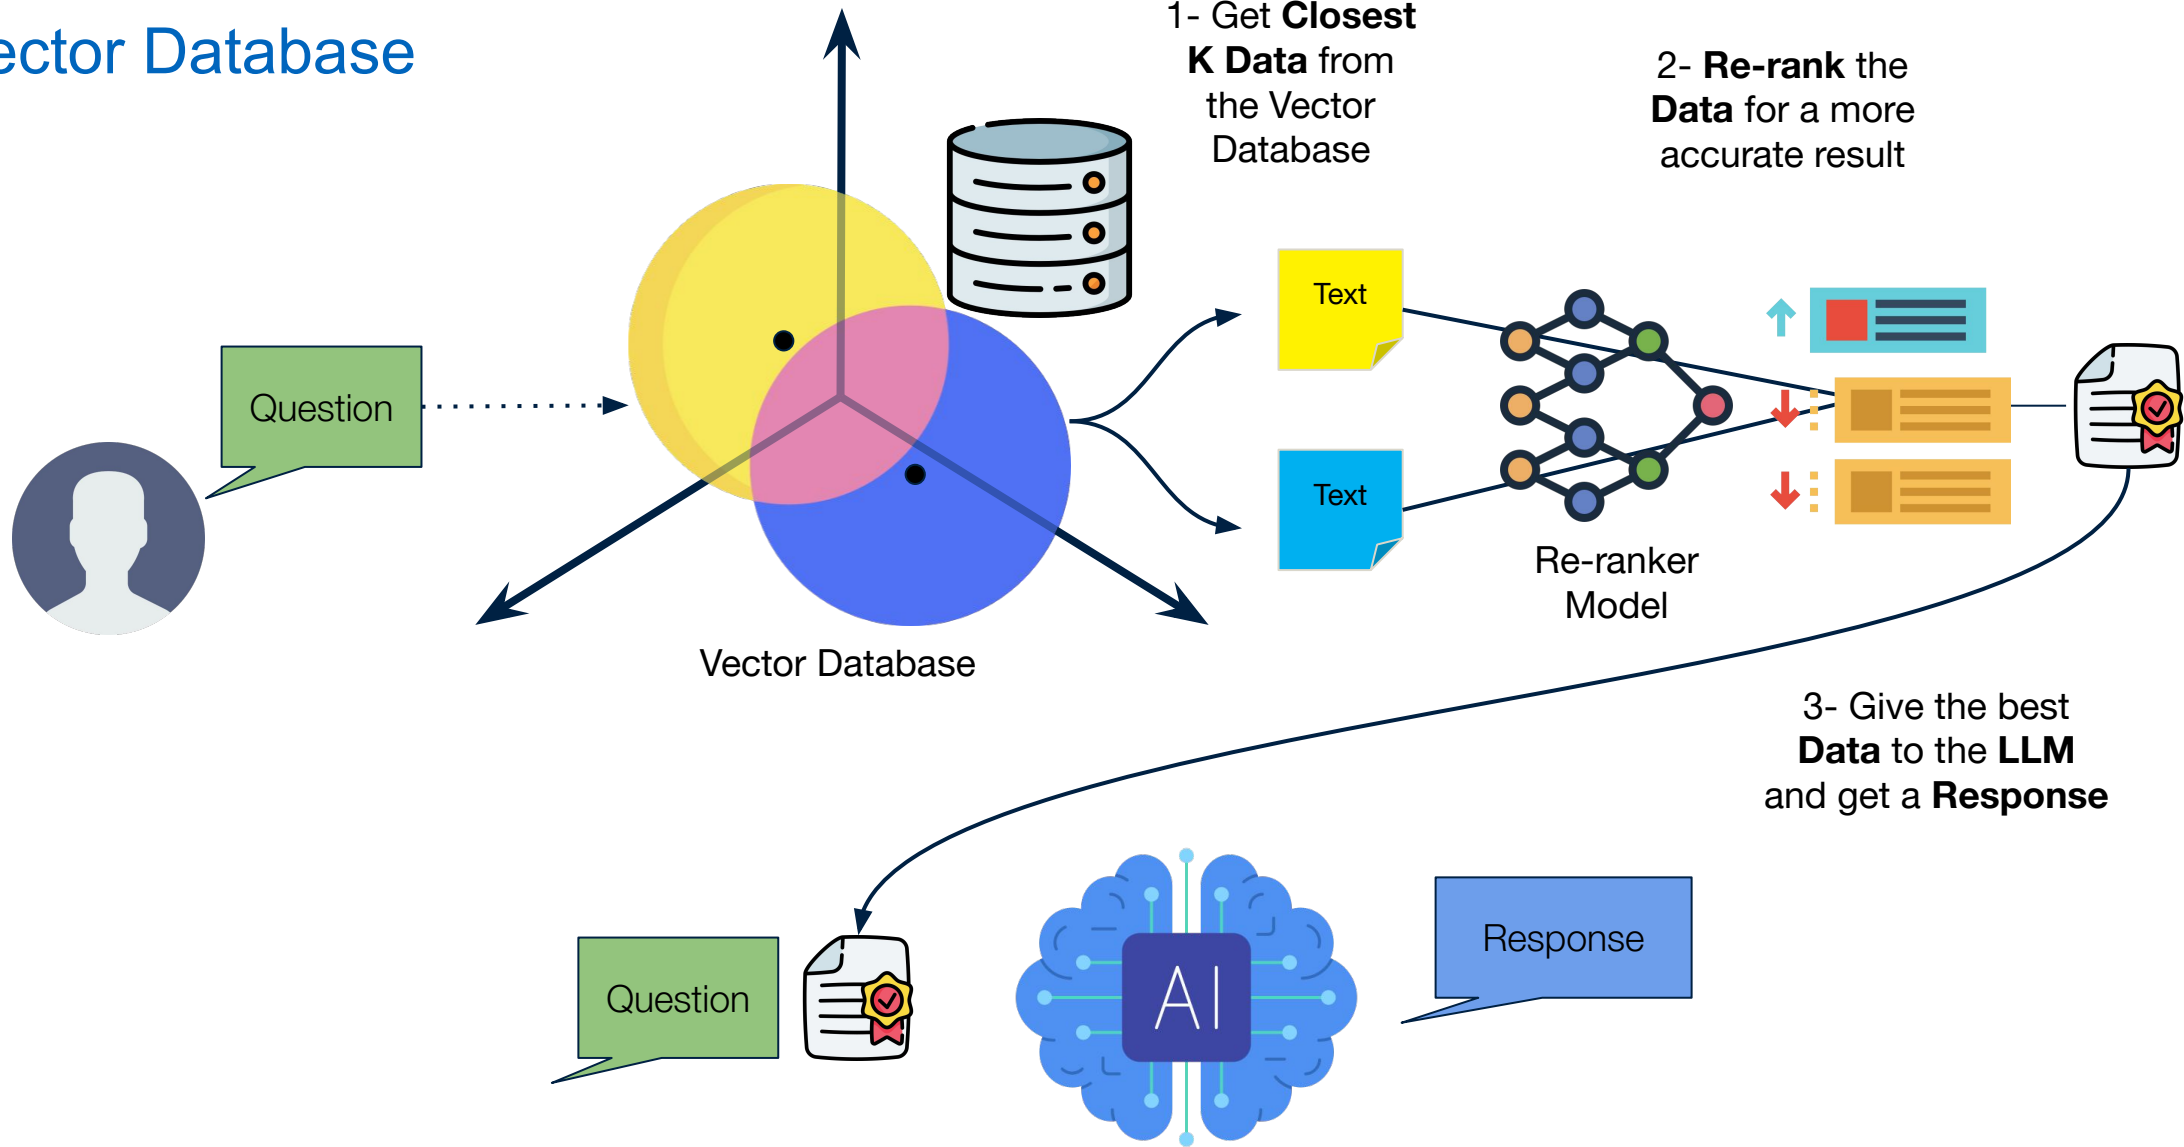 ector Database
1- Get Closest
K Data from
the Vector
Database
2- Re-rank the
Data for a more
accurate result
Question
Text
Text
Re-ranker
Model
Vector Database
3- Give the best
Data to the LLM
and get a Response
Question
AI
Response